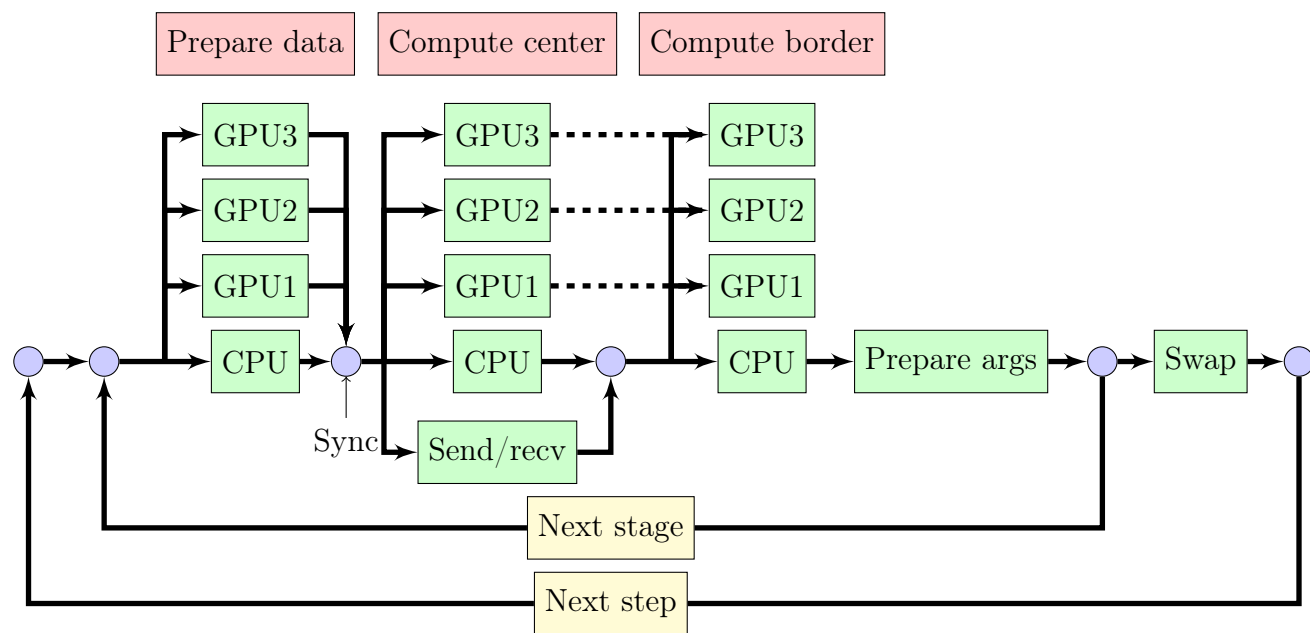 Prepare data
Compute center
Compute border
GPU3
GPU3
GPU3
GPU2
GPU2
GPU2
GPU1
GPU1
GPU1
CPU
CPU
CPU
Prepare args
Swap
Sync
Send/recv
Next stage
Next step